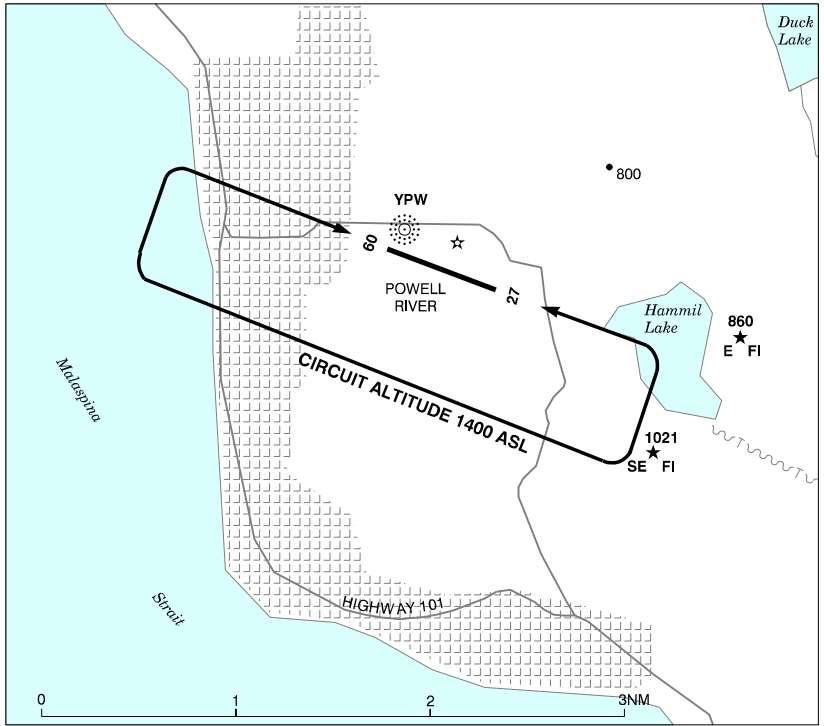 Duck
Lake
800
YPW
09
27
POWELL
RIVER
Hammil
Lake
860
E FI
CIRCUIT ALTITUDE 1400 ASL
1021
SE FI
T
T
Malaspina
Strait
HIGHWAY 101
0 1 2 3NM